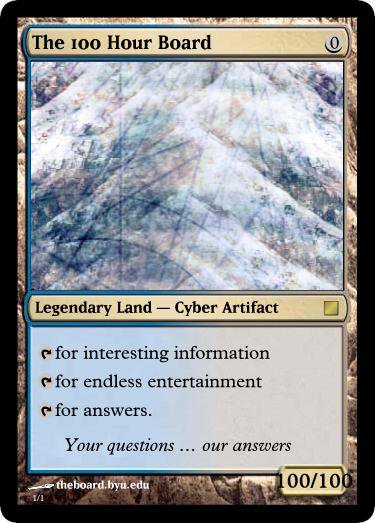 The 100 Hour Board 0
Legendary Land — Cyber Artifact
for interesting information
for endless entertainment
for answers.
Your questions … our answers
100/100
theboard.byu.edu
1/1